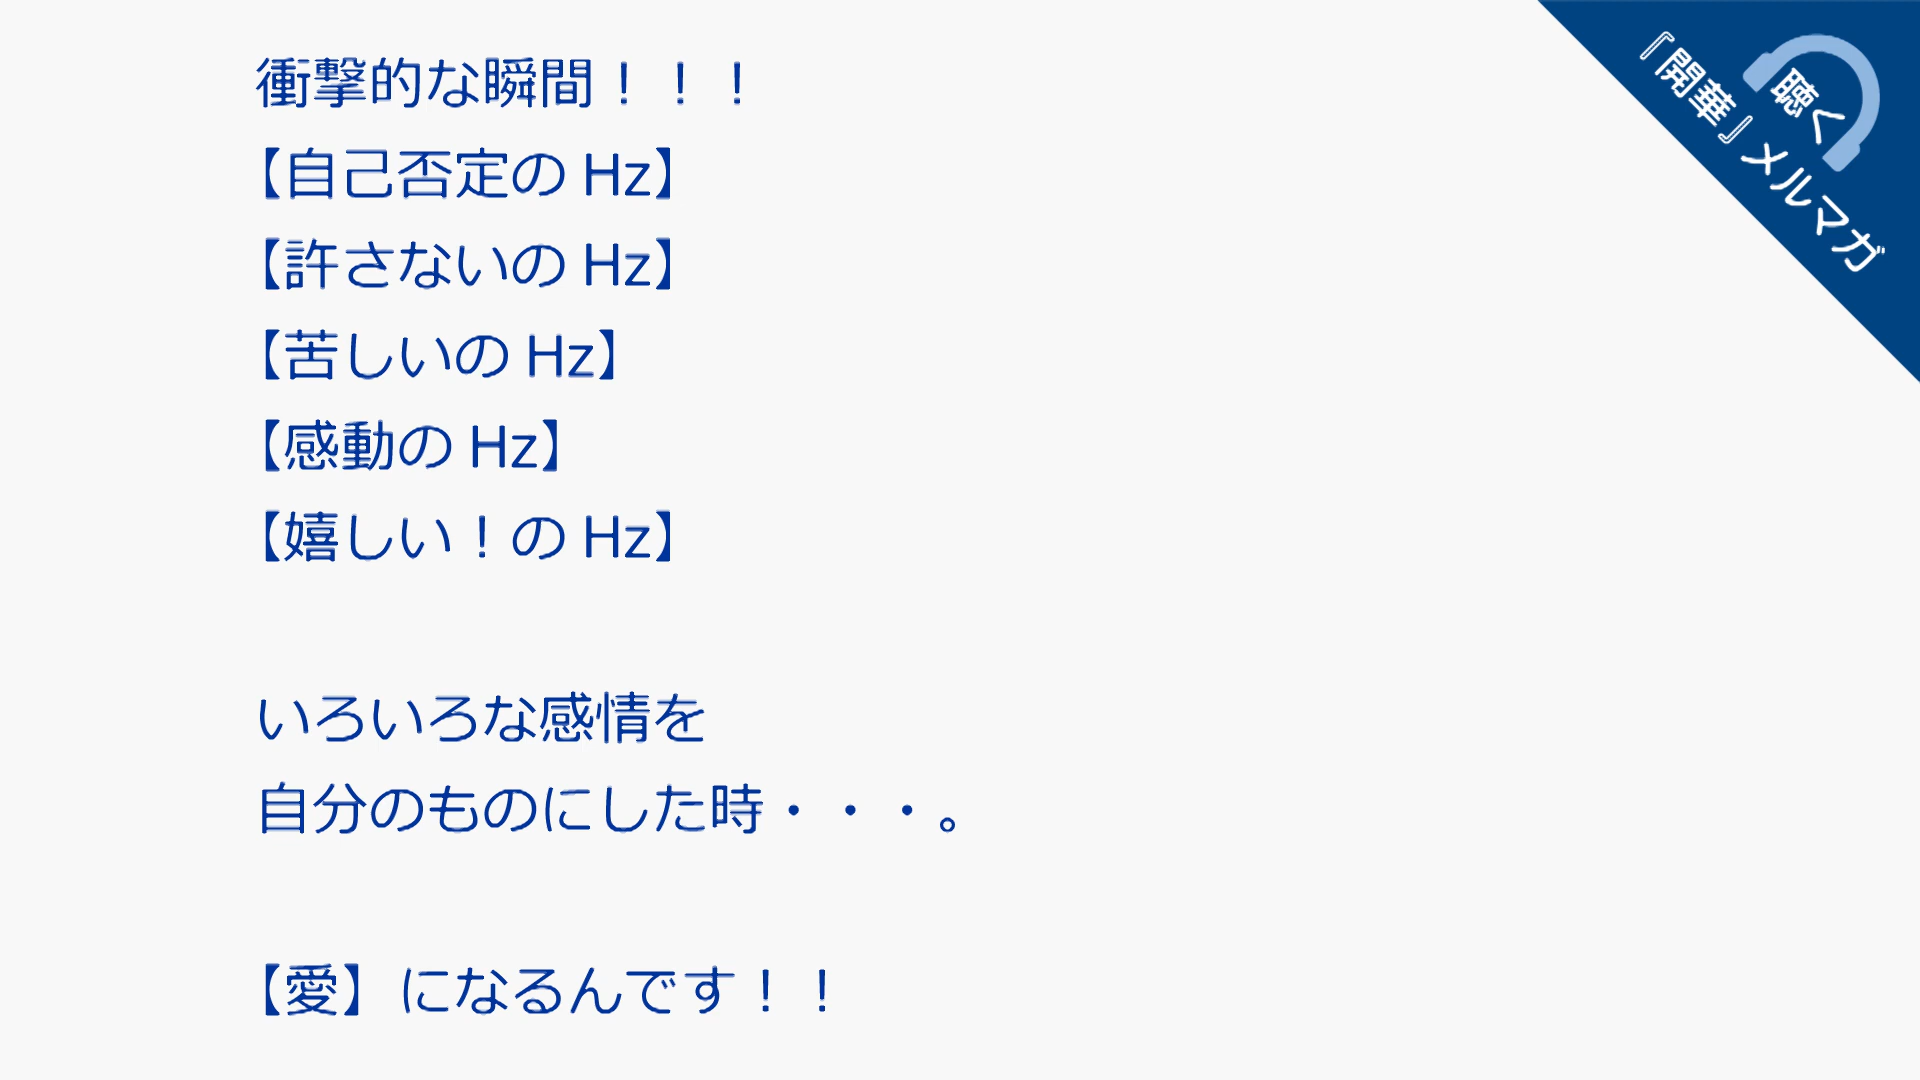 衝撃的な瞬間！！！
【自己否定の Hz】
【許さないの Hz】
【苦しいの Hz】
【感動の Hz】
【嬉しい！の Hz】
いろいろな感情を
自分のものにした時・・・。
【愛】になるんです！！
聴く
『開華』メルマガ